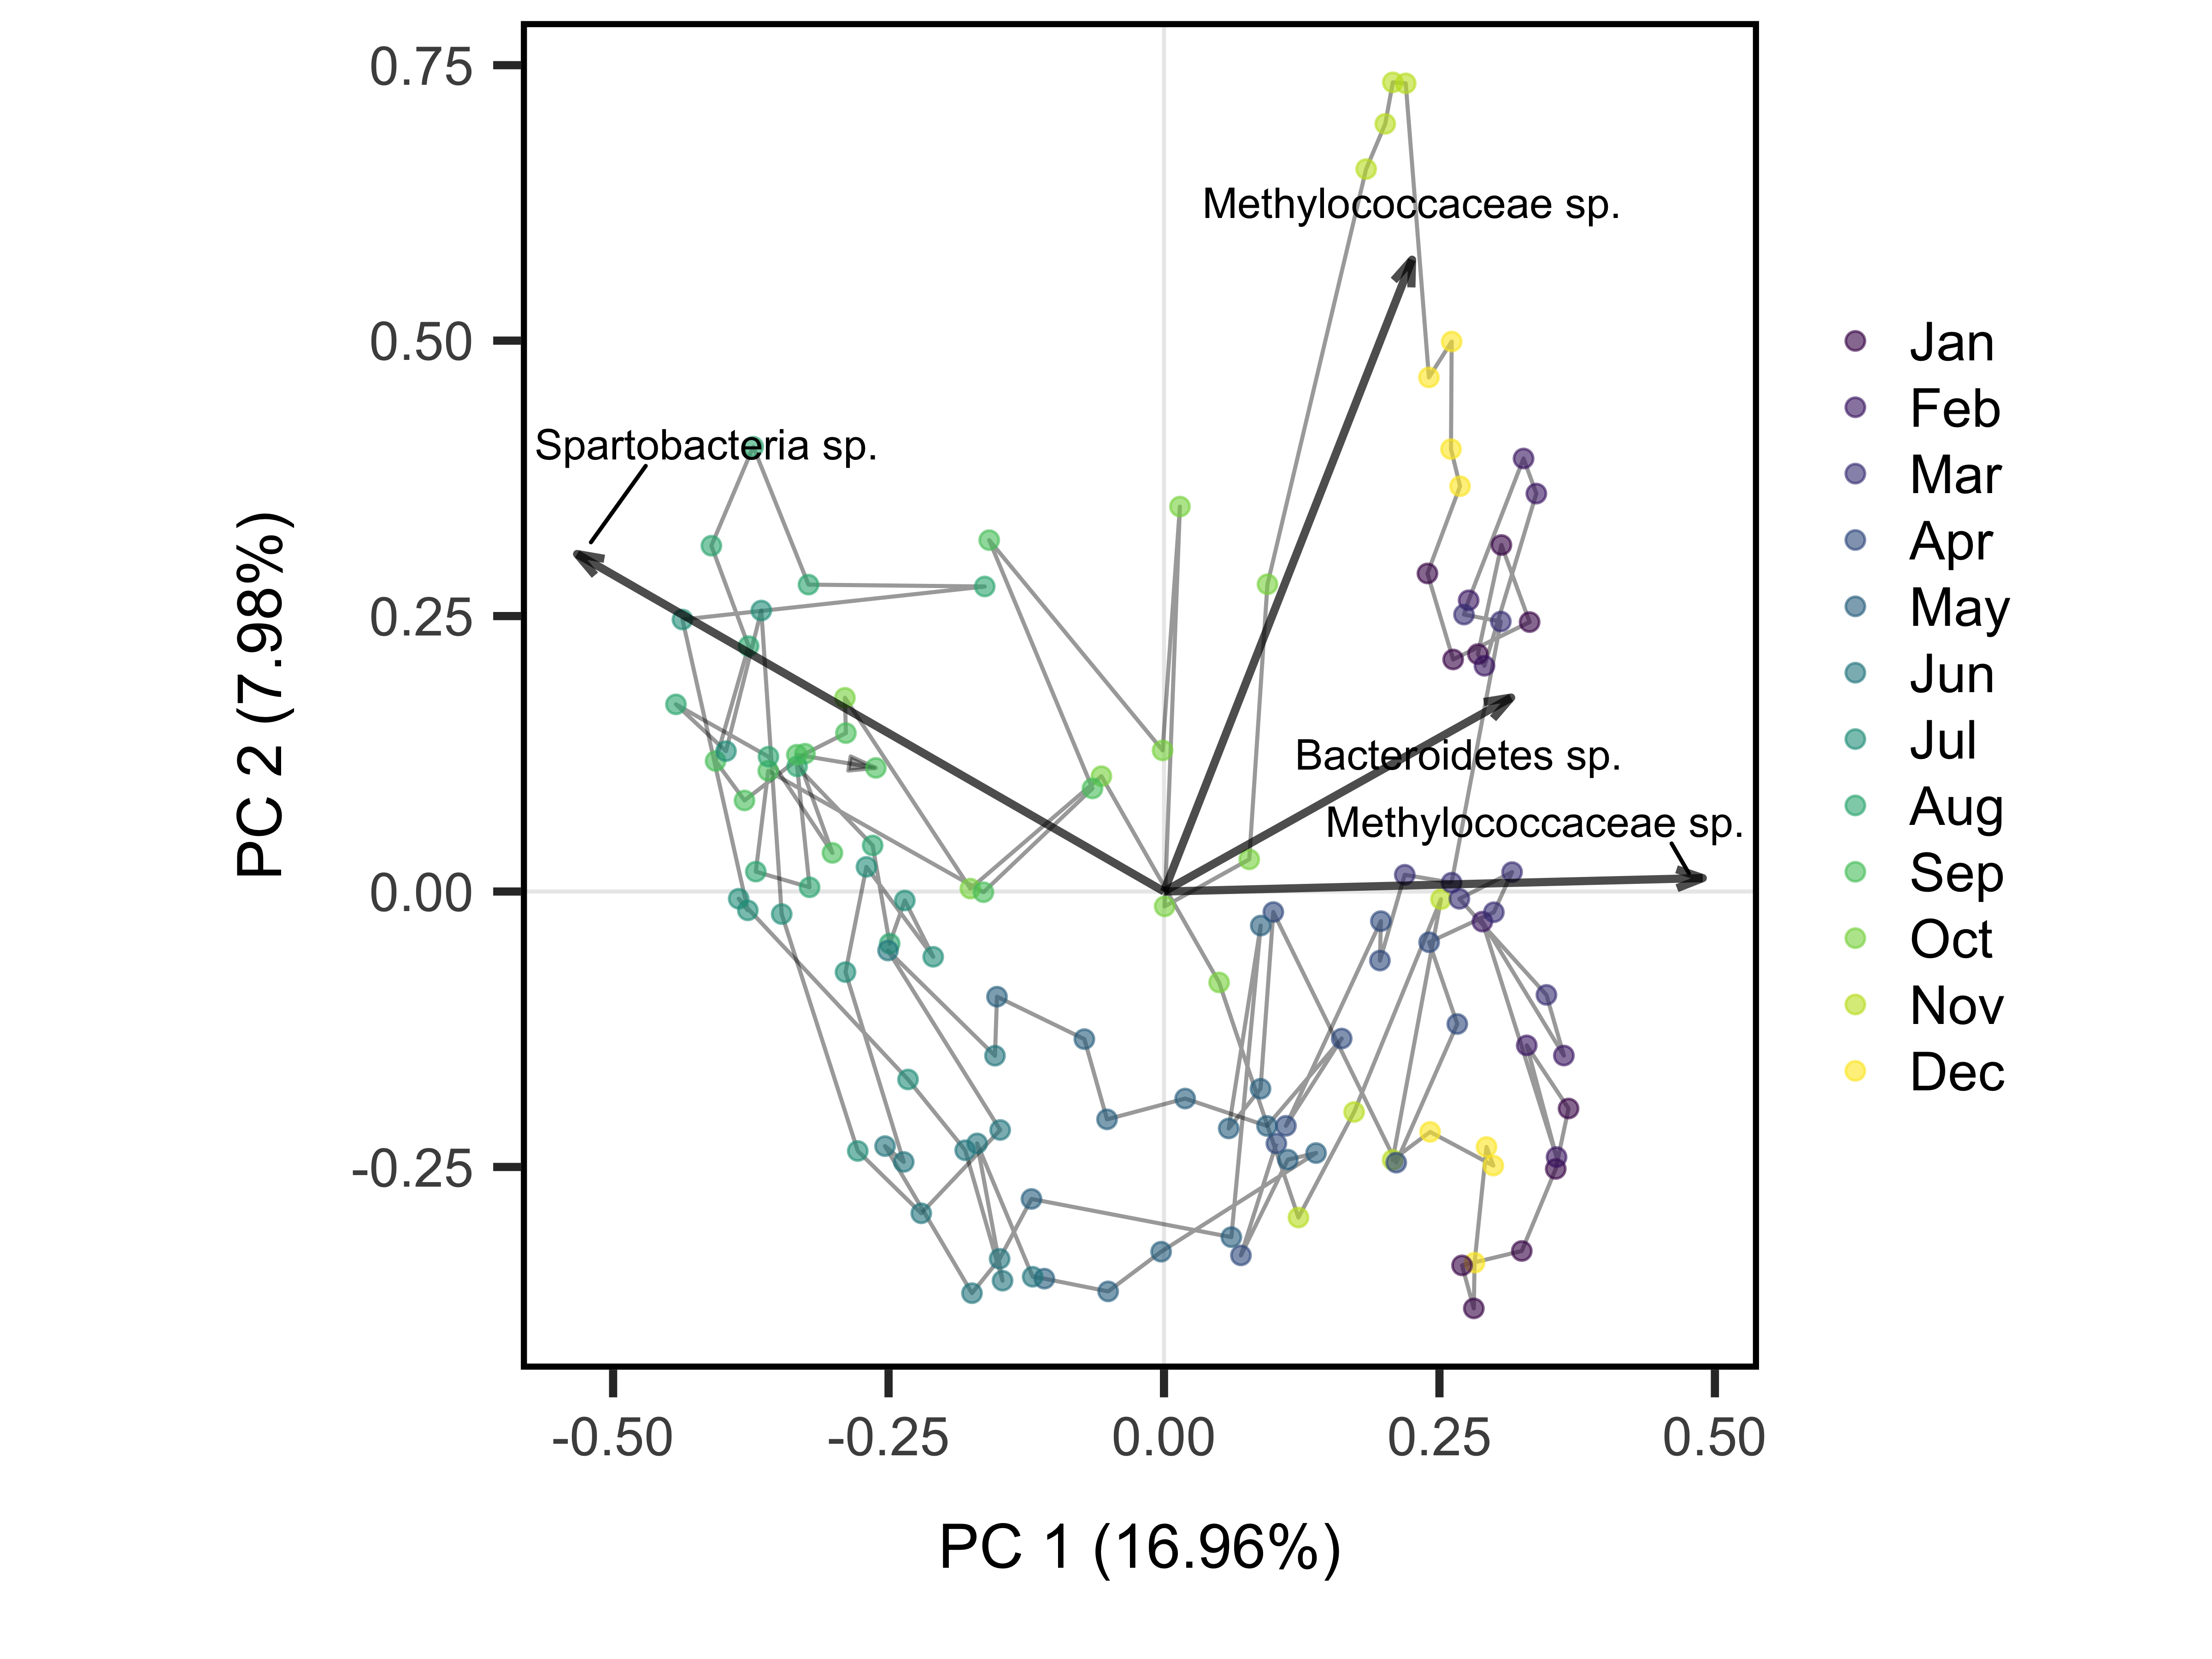 0.75
0.50
0.25
0.00
-0.25
PC 2 (7.98%)
Methylococcaceae sp.
Spartobacteria sp.
Bacteroidetes sp.
Methylococcaceae sp.
-0.50
-0.25
0.00
0.25
0.50
PC 1 (16.96%)
Jan
Feb
Mar
Apr
May
Jun
Jul
Aug
Sep
Oct
Nov
Dec